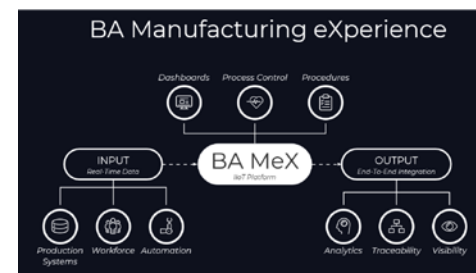 BA Manufacturing eXperience
Dashboards
Process Control
Procedures
INPUT
Real-Time Data
BA MeX
IIoT Platform
OUTPUT
End-To-End Integration
Production
Systems
Workforce
Automation
Analytics
Traceability
Visibility